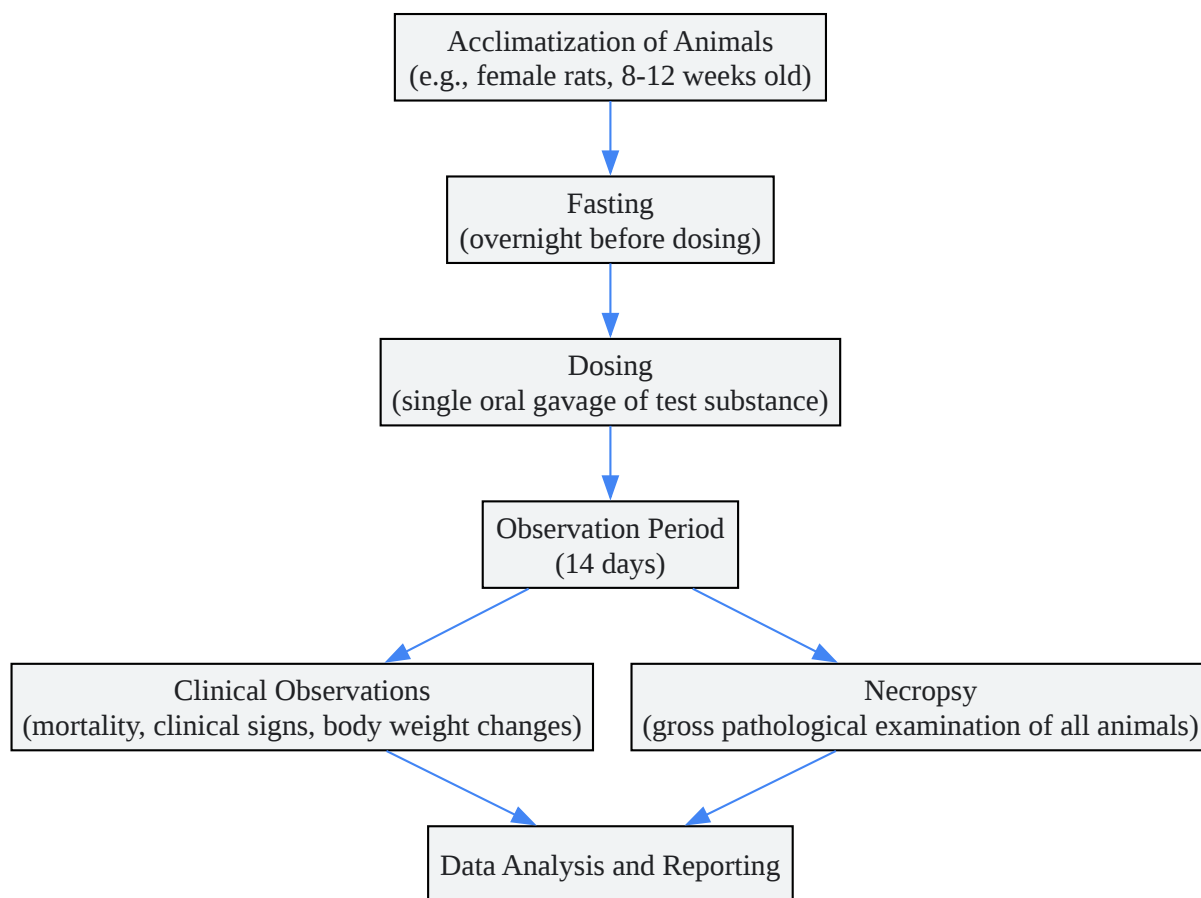 Acclimatization of Animals
(e.g., female rats, 8-12 weeks old)
Fasting
(overnight before dosing)
Dosing
(single oral gavage of test substance)
Observation Period
(14 days)
Clinical Observations
(mortality, clinical signs, body weight changes)
Necropsy
(gross pathological examination of all animals)
Data Analysis and Reporting